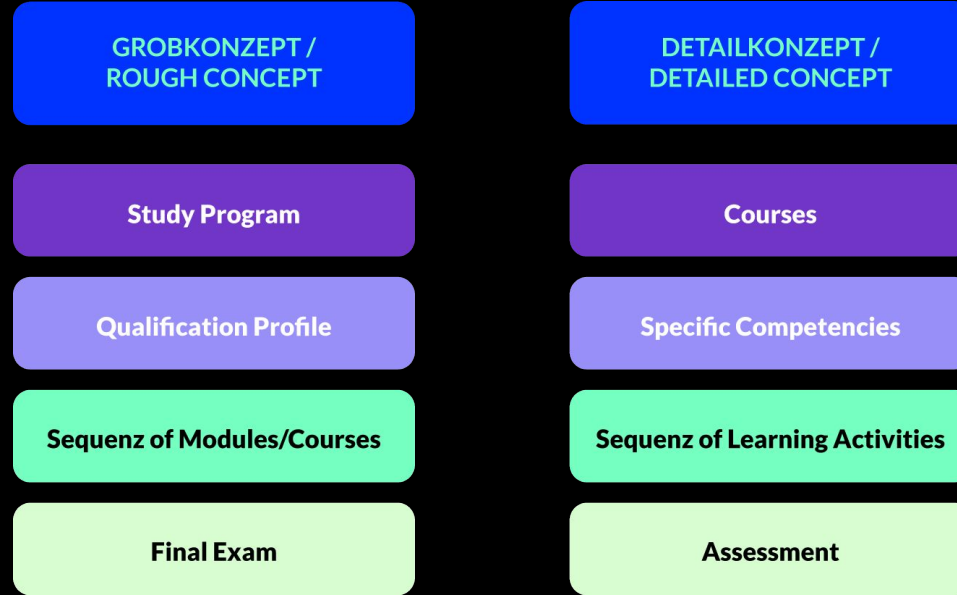 GROBKONZEPT /
ROUGH CONCEPT
DETAILKONZEPT /
DETAILED CONCEPT
Study Program
Courses
Qualification Profile
Specific Competencies
Sequenz of Modules/Courses
Sequenz of Learning Activities
Final Exam
Assessment